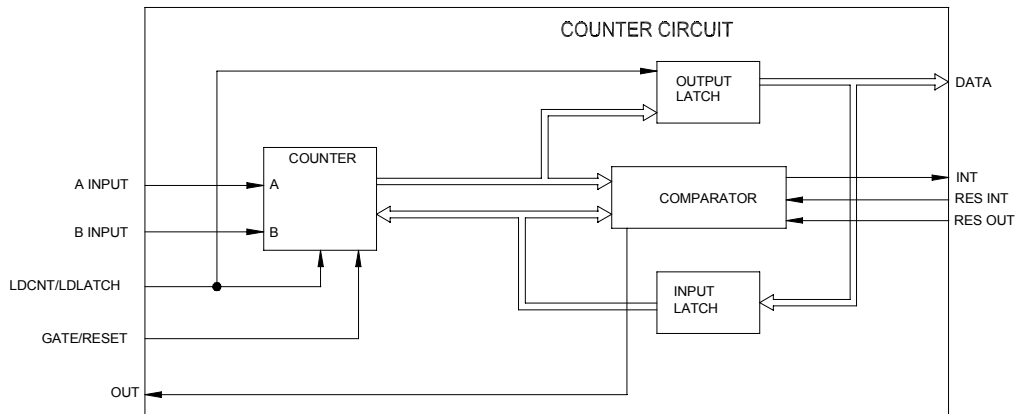 COUNTER CIRCUIT
OUTPUT
LATCH
DATA
COUNTER
A INPUT
A
B INPUT
B
COMPARATOR
INT
RES INT
RES OUT
LDCNT/LDLATCH
INPUT
LATCH
GATE/RESET
OUT